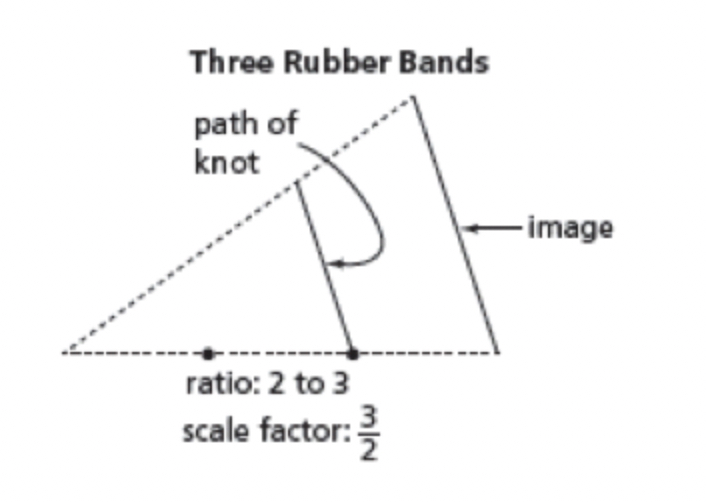 Three Rubber Bands
path of
knot
image
ratio: 2 to 3
scale factor: 3/2